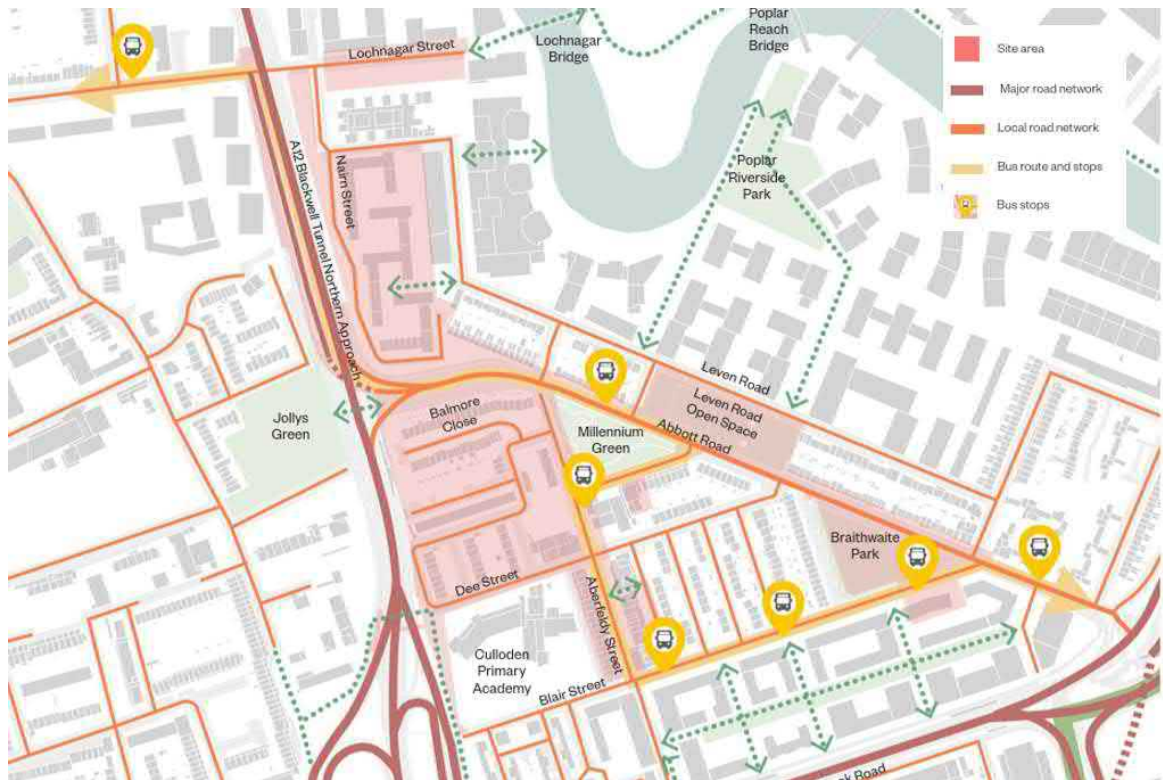 Lochnagar Street
Lochnagar
Bridge
Poplar
Reach
Bridge
Site area
Major road network
Local road network
Bus route and stops
Bus stops
A12 Blackwell Tunnel Northern Approach
Nairn Street
Poplar
Riverside
Park
Jollys
Green
Balmore
Close
Millennium
Green
Leven Road
Leven Road
Open Space
Abbott Road
Braithwaite
Park
Dee Street
Aberfeldy Street
Culloden
Primary
Academy
Blair Street
Road